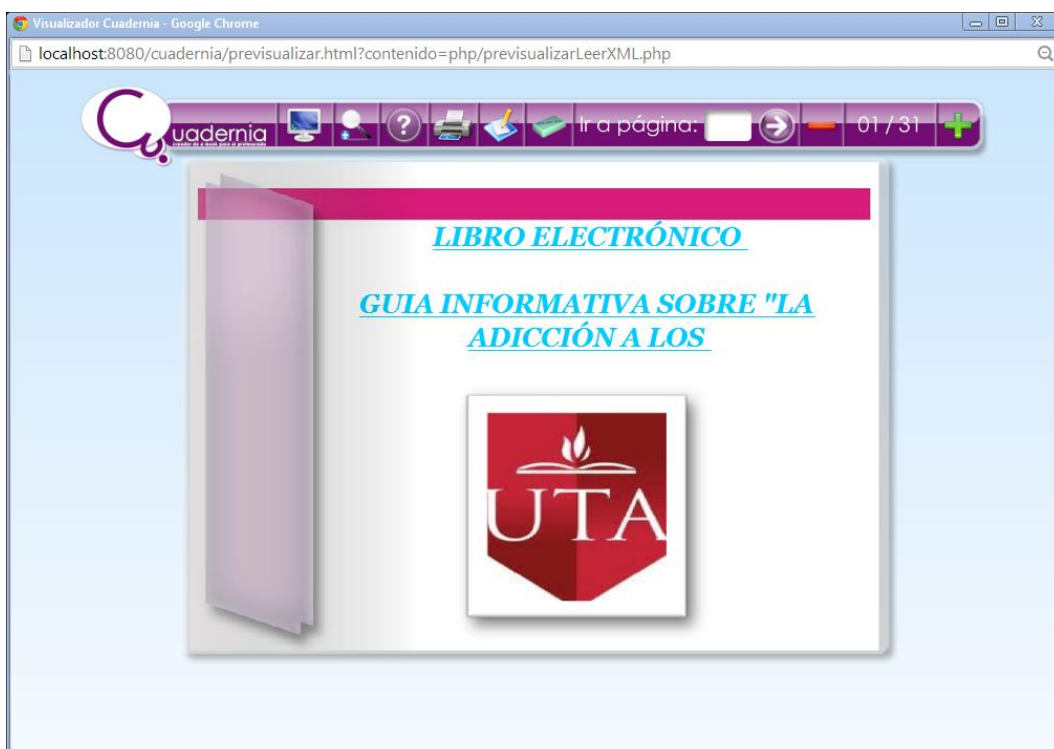 Visualizador Cuadernia - Google Chrome
localhost:8080/cuadernia/previsualizar.html?contenido=php/previsualizarLeerXML.php
Cuadernia
Ir a página:
01 / 31
LIBRO ELECTRÓNICO
GUIA INFORMATIVA SOBRE "LA
ADICCIÓN A LOS
UTA